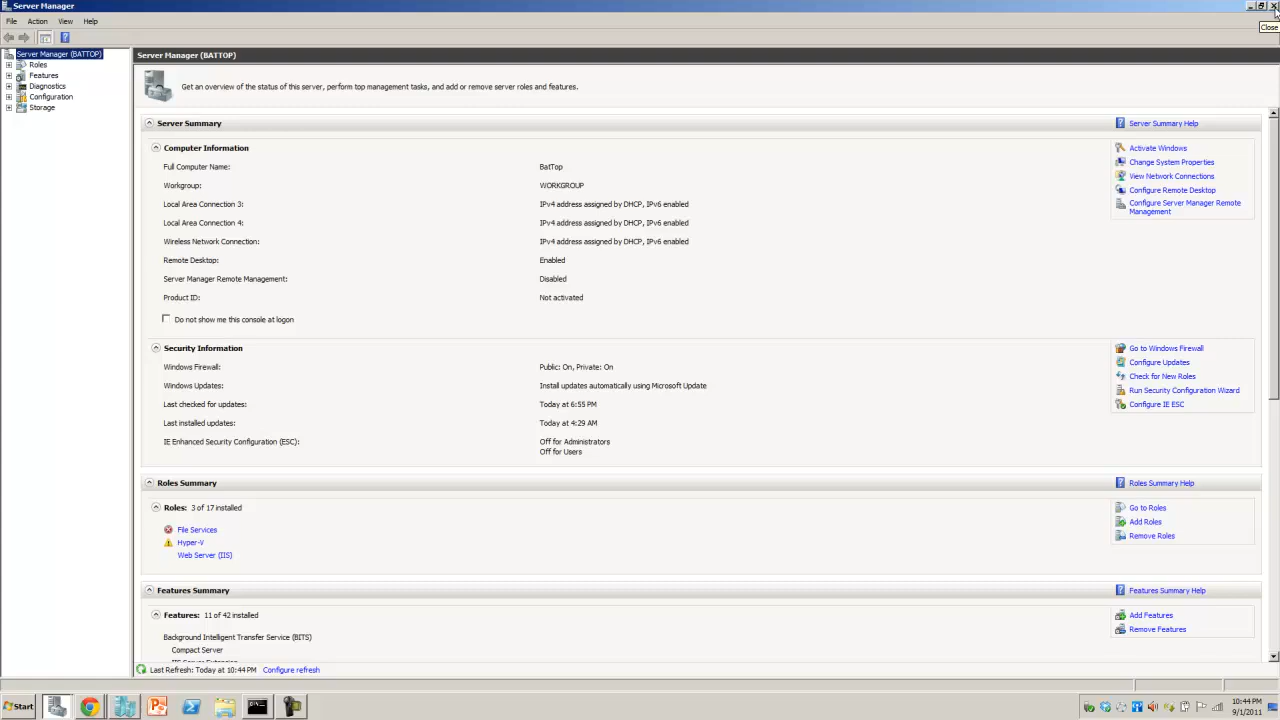 Server Manager
File Action View Help
Close
Server Manager (BATTOP)
Roles
Features
Diagnostics
Configuration
Storage
Server Manager (BATTOP)
Get an overview of the status of this server, perform top management tasks, and add or remove server roles and features.
Server Summary
Server Summary Help
Computer Information
Full Computer Name: BatTop
Workgroup: WORKGROUP
Local Area Connection 3: IPv4 address assigned by DHCP, IPv6 enabled
Local Area Connection 4: IPv4 address assigned by DHCP, IPv6 enabled
Wireless Network Connection: IPv4 address assigned by DHCP, IPv6 enabled
Remote Desktop: Enabled
Server Manager Remote Management: Disabled
Product ID: Not activated
Do not show me this console at logon
Activate Windows
Change System Properties
View Network Connections
Configure Remote Desktop
Configure Server Manager Remote
Management
Security Information
Windows Firewall: Public: On, Private: On
Windows Updates: Install updates automatically using Microsoft Update
Last checked for updates: Today at 6:55 PM
Last installed updates: Today at 4:29 AM
IE Enhanced Security Configuration (ESC): Off for Administrators
Off for Users
Go to Windows Firewall
Configure Updates
Check for New Roles
Run Security Configuration Wizard
Configure IE ESC
Roles Summary
Roles Summary Help
Roles: 3 of 17 installed
File Services
Hyper-V
Web Server (IIS)
Go to Roles
Add Roles
Remove Roles
Features Summary
Features Summary Help
Features: 11 of 42 installed
Background Intelligent Transfer Service (BITS)
Compact Server
IIS Server Extension
Add Features
Remove Features
Last Refresh: Today at 10:44 PM Configure refresh
Start
10:44 PM
9/1/2011